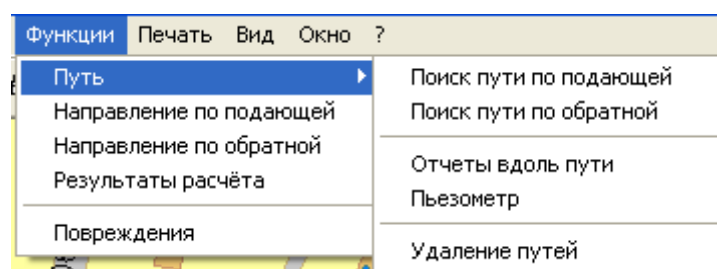 Функции Печать Вид Окно ?
Путь
Направление по подающей
Направление по обратной
Результаты расчёта
Повреждения
Поиск пути по подающей
Поиск пути по обратной
Отчеты вдоль пути
Пьезометр
Удаление путей